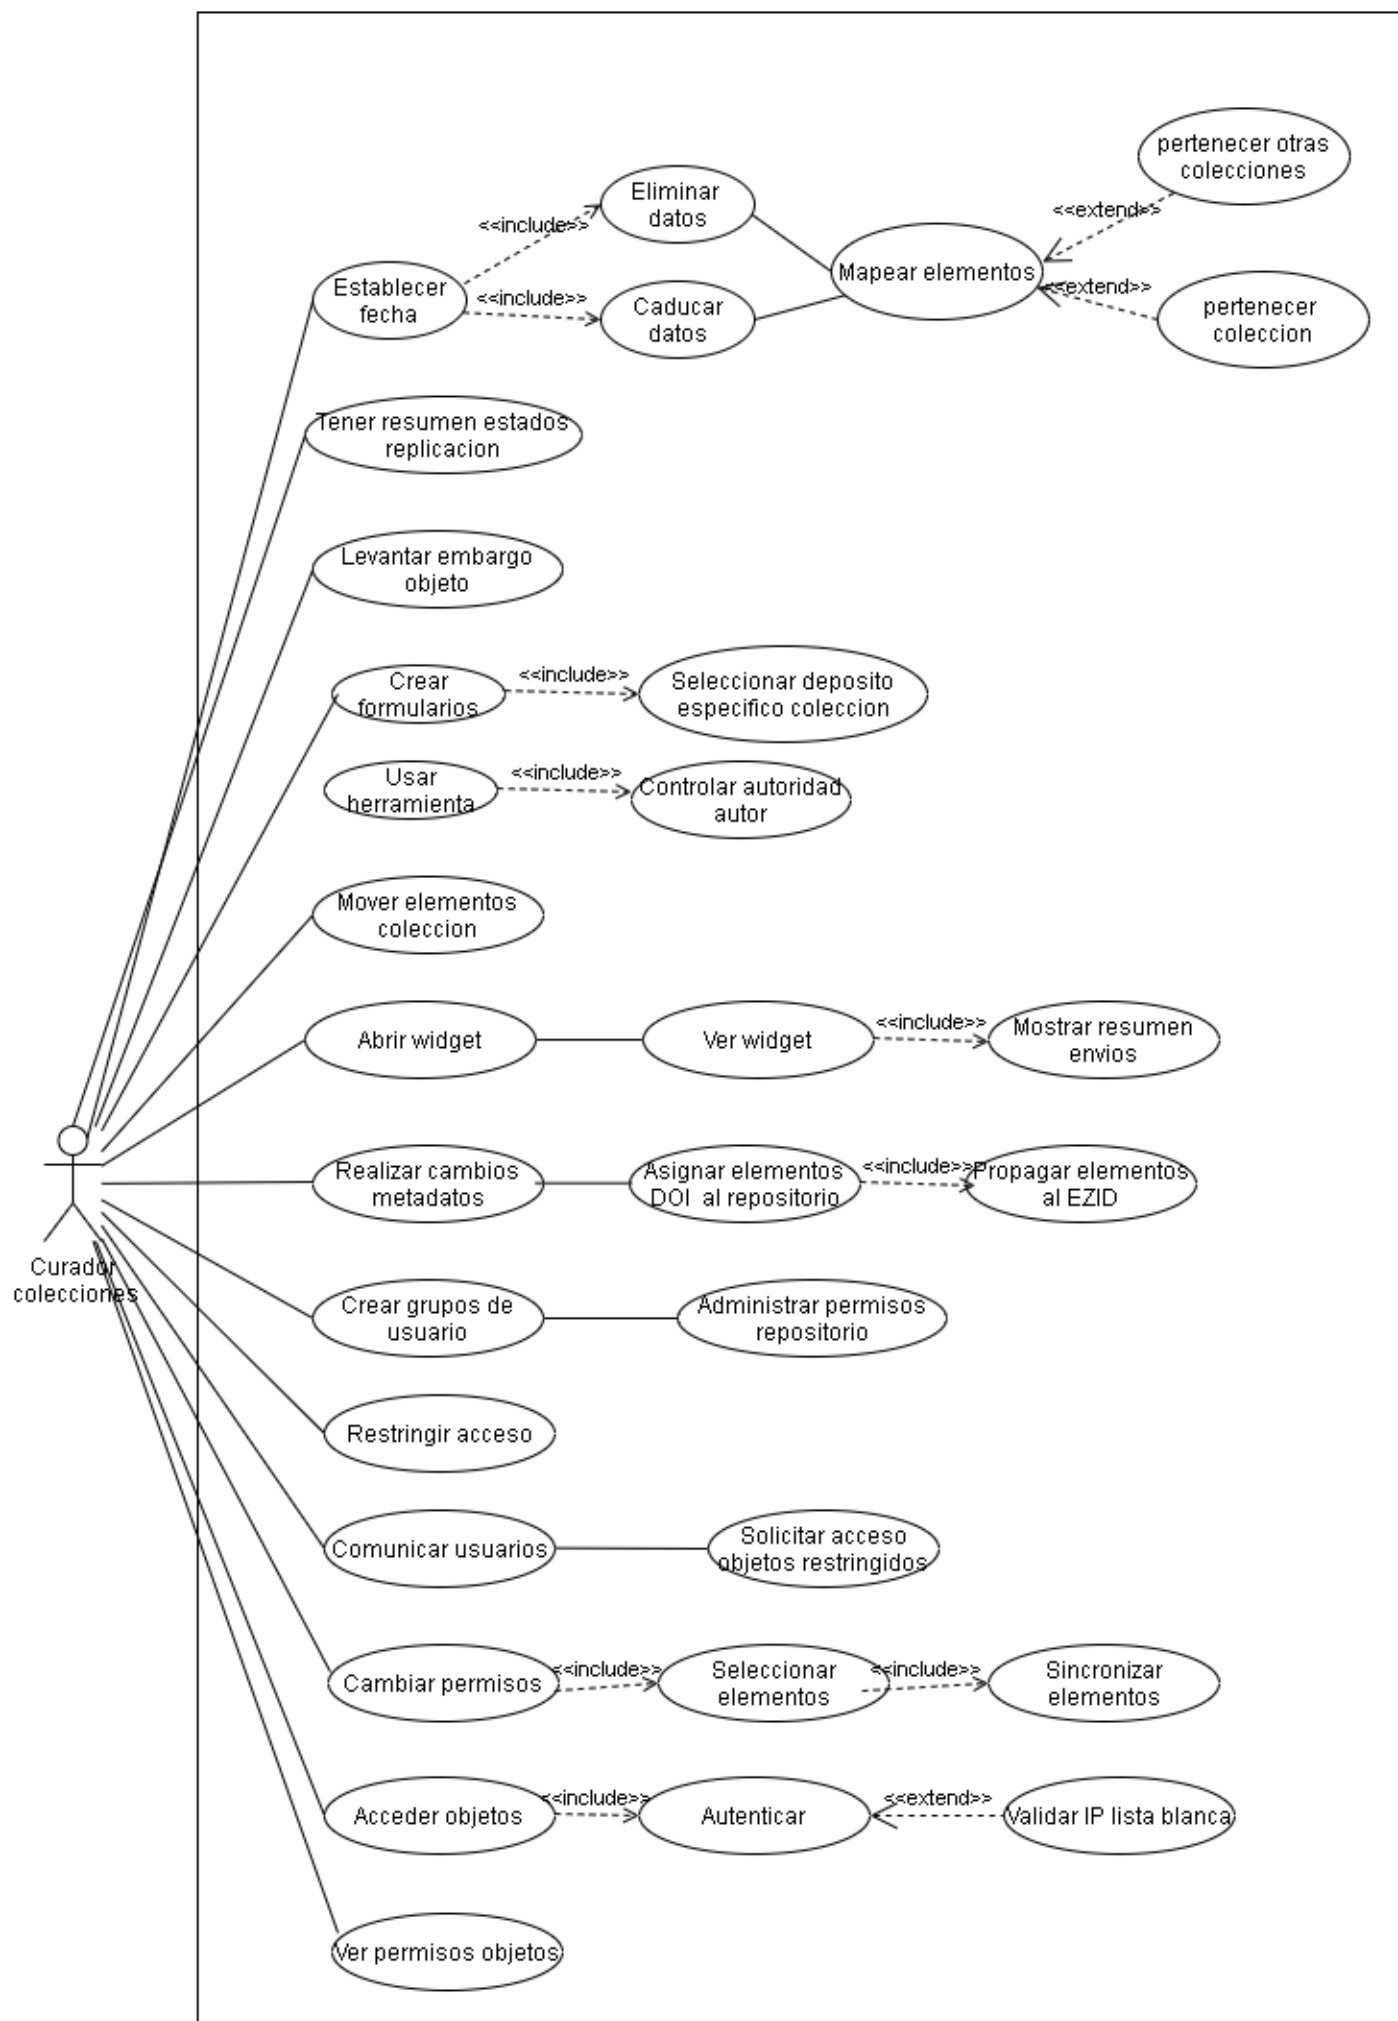 pertenecer otras
colecciones
<<extend>>
Eliminar
datos
<<include>>
Mapear elementos
<<extend>>
Establecer
fecha
<<include>>
Caducar
datos
pertenecer
coleccion
Tener resumen estados
replicacion
Levantar embargo
objeto
Crear
formularios
<<include>>
Seleccionar deposito
especifico coleccion
Usar
herramienta
<<include>>
Controlar autoridad
autor
Mover elementos
coleccion
Abrir widget
Ver widget
<<include>>
Mostrar resumen
envios
Realizar cambios
metadatos
Asignar elementos
DOI al repositorio
<<include>>
Propagar elementos
al EZID
Curador
colecciones
Crear grupos de
usuario
Administrar permisos
repositorio
Restringir acceso
Comunicar usuarios
Solicitar acceso
objetos restringidos
Cambiar permisos
<<include>>
Seleccionar
elementos
<<include>>
Sincronizar
elementos
Acceder objetos
<<include>>
Autenticar
<<extend>>
Validar IP lista blanca
Ver permisos objetos